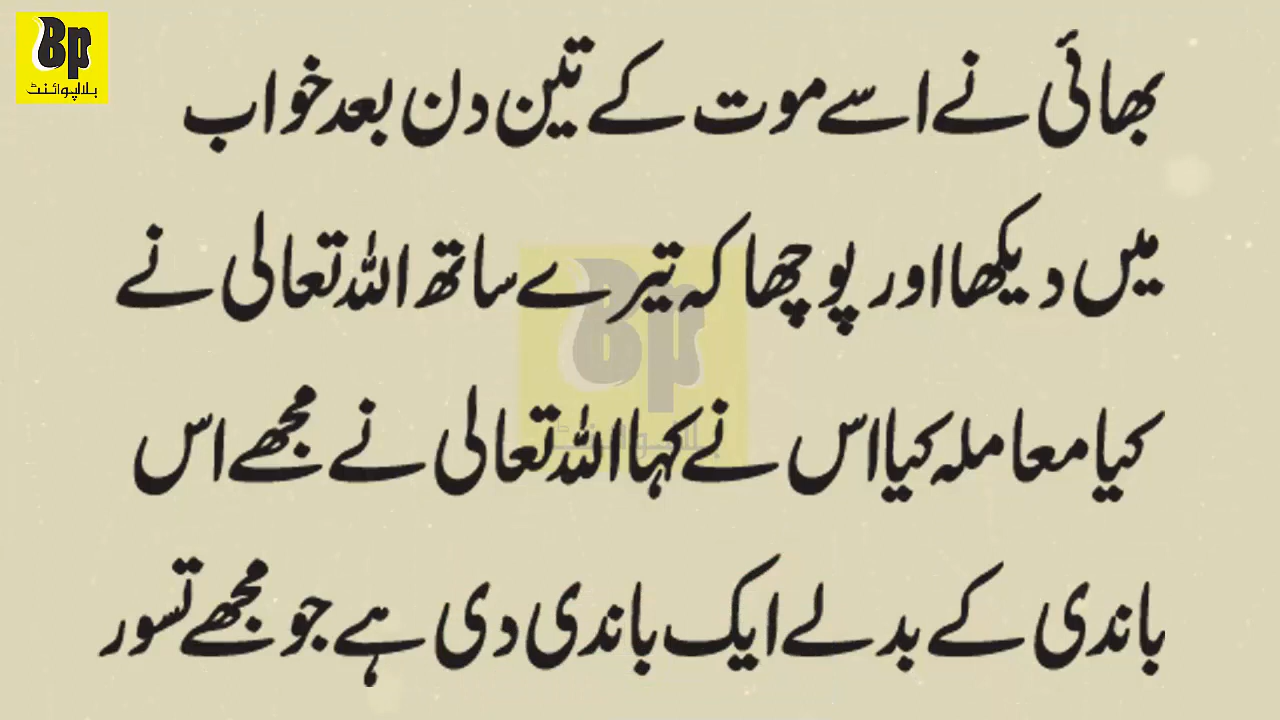 Bp
بلاپوائنٹ
بھائی نے اسے موت کے تین دن بعد خواب
میں دیکھا اور پوچھا کہ تیرے ساتھ اللہ تعالی نے
کیا معاملہ کیا اس نے کہا اللہ تعالی نے مجھے اس
باندی کے بدلے ایک باندی دی ہے جو مجھے تسور